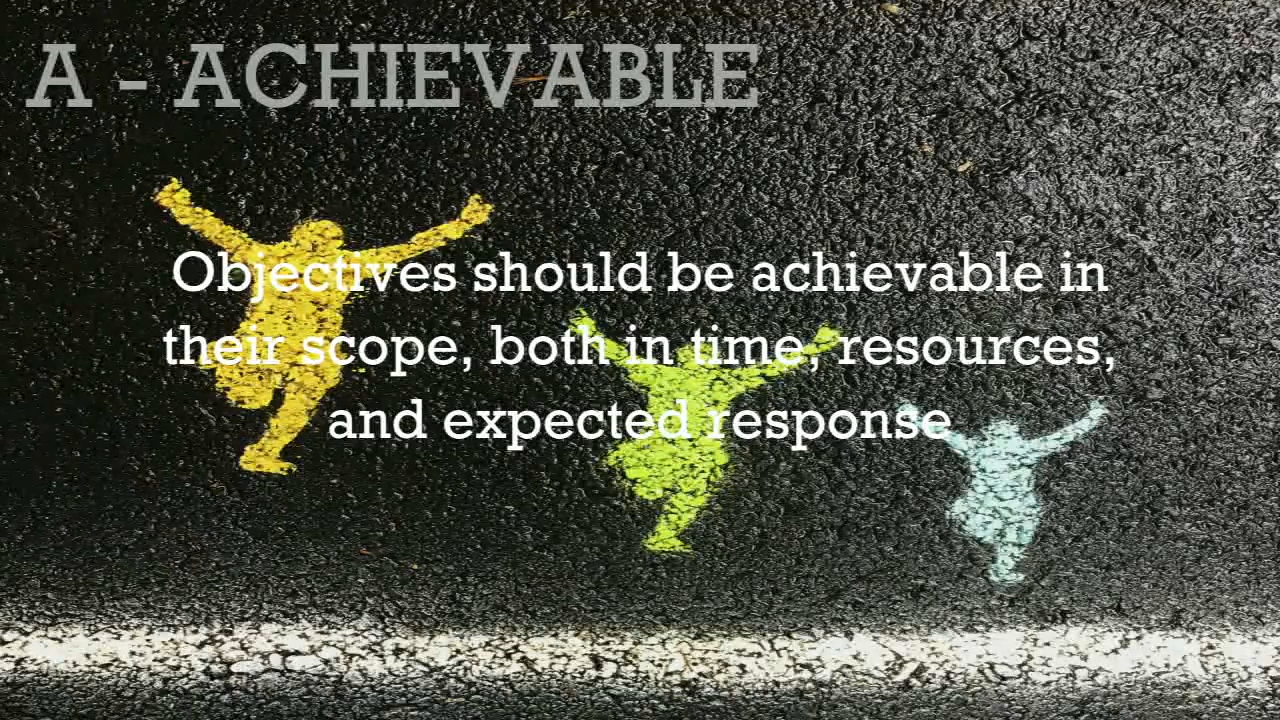 A - ACHIEVABLE
Objectives should be achievable in
their scope, both in time, resources,
and expected response